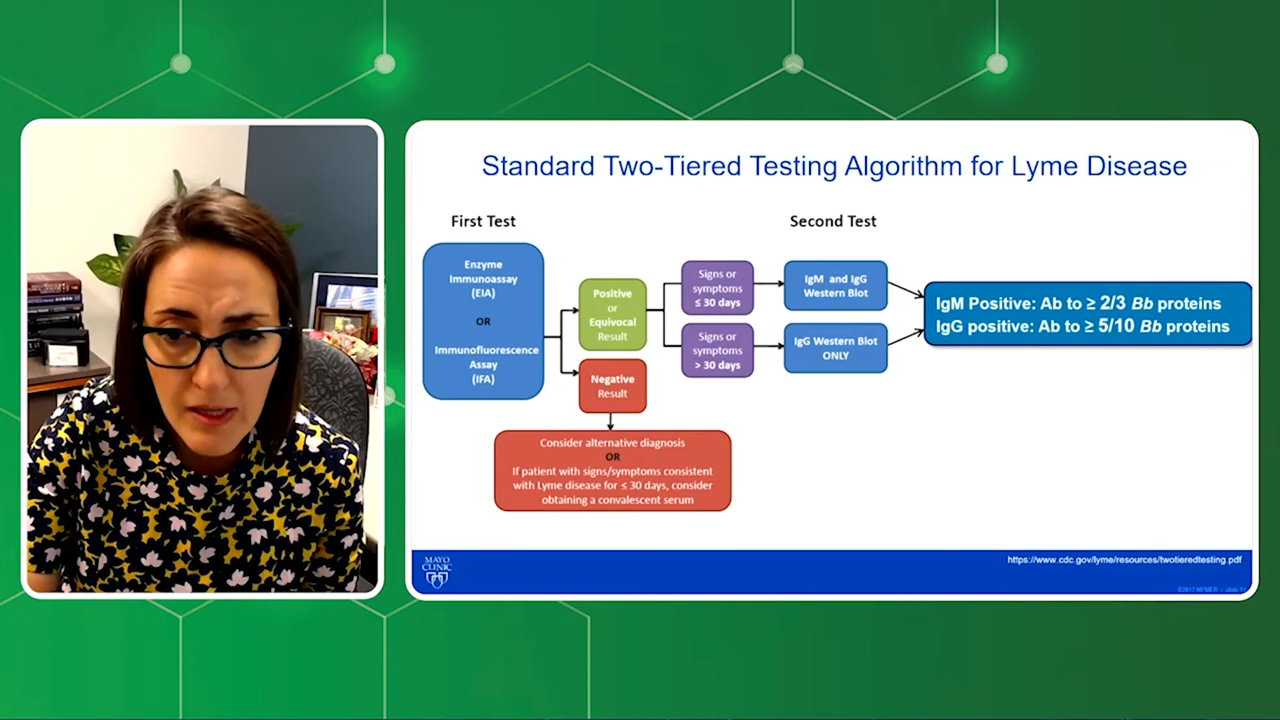 Standard Two-Tiered Testing Algorithm for Lyme Disease
First Test
Second Test
Enzyme
Immunoassay
(EIA)
OR
Immunofluorescence
Assay
(IFA)
Positive
or
Equivocal
Result
Negative
Result
Signs or
symptoms
≤ 30 days
Signs or
symptoms
> 30 days
IgM and IgG
Western Blot
IgG Western Blot
ONLY
IgM Positive: Ab to ≥ 2/3 Bb proteins
IgG positive: Ab to ≥ 5/10 Bb proteins
Consider alternative diagnosis
OR
If patient with signs/symptoms consistent
with Lyme disease for ≤ 30 days, consider
obtaining a convalescent serum
MAYO
CLINIC
https://www.cdc.gov/lyme/resources/twotieredtesting.pdf
©2017 MFMER | slide